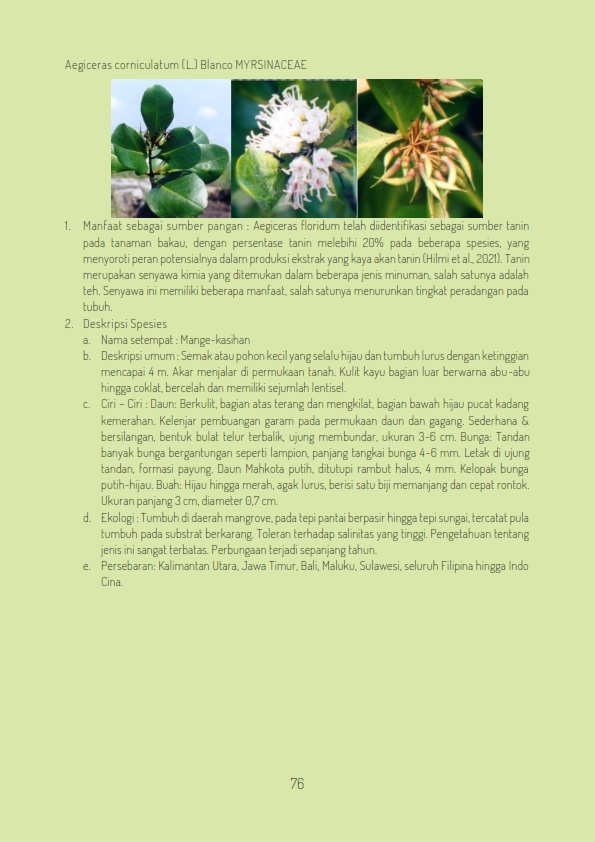 Aegiceras corniculatum (L.) Blanco MYRSINACEAE
1. Manfaat sebagai sumber pangan : Aegiceras floridum telah diidentifikasi sebagai sumber tanin
pada tanaman bakau, dengan persentase tanin melebihi 20% pada beberapa spesies, yang
menyoroti peran potensialnya dalam produksi ekstrak yang kaya akan tanin (Hilmi et al., 2021). Tanin
merupakan senyawa kimia yang ditemukan dalam beberapa jenis minuman, salah satunya adalah
teh. Senyawa ini memiliki beberapa manfaat, salah satunya menurunkan tingkat peradangan pada
tubuh.
2. Deskripsi Spesies
a. Nama setempat : Mange-kasihan
b. Deskripsi umum : Semak atau pohon kecil yang selalu hijau dan tumbuh lurus dengan ketinggian
mencapai 4 m. Akar menjalar di permukaan tanah. Kulit kayu bagian luar berwarna abu-abu
hingga coklat, bercelah dan memiliki sejumlah lentisel.
c. Ciri – Ciri : Daun: Berkulit, bagian atas terang dan mengkilat, bagian bawah hijau pucat kadang
kemerahan. Kelenjar pembuangan garam pada permukaan daun dan gagang. Sederhana &
bersilangan, bentuk bulat telur terbalik, ujung membundar, ukuran 3-6 cm. Bunga: Tandan
banyak bunga bergantungan seperti lampion, panjang tangkai bunga 4-6 mm. Letak di ujung
tandan, formasi payung. Daun Mahkota putih, ditutupi rambut halus, 4 mm. Kelopak bunga
putih-hijau. Buah: Hijau hingga merah, agak lurus, berisi satu biji memanjang dan cepat rontok.
Ukuran panjang 3 cm, diameter 0,7 cm.
d. Ekologi : Tumbuh di daerah mangrove, pada tepi pantai berpasir hingga tepi sungai, tercatat pula
tumbuh pada substrat berkarang. Toleran terhadap salinitas yang tinggi. Pengetahuan tentang
jenis ini sangat terbatas. Perbungaan terjadi sepanjang tahun.
e. Persebaran: Kalimantan Utara, Jawa Timur, Bali, Maluku, Sulawesi, seluruh Filipina hingga Indo
Cina.
76